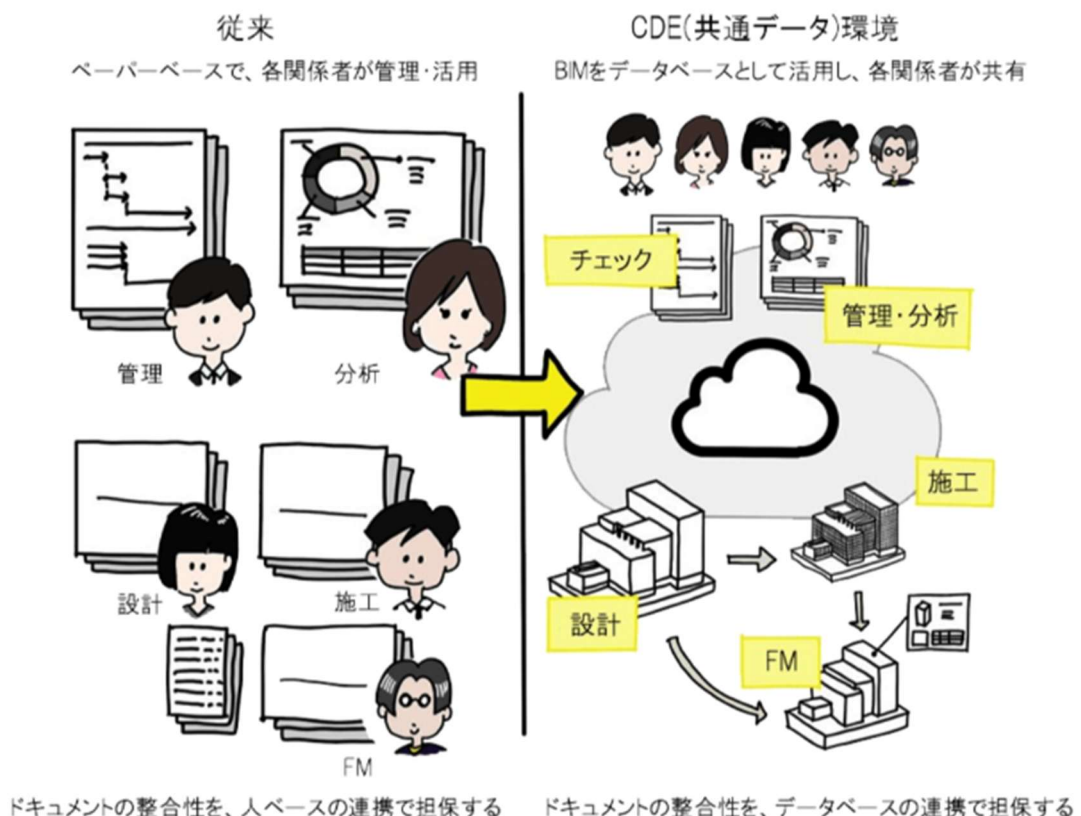 従来
ペーパーベースで、各関係者が管理・活用
管理
分析
設計
施工
FM
ドキュメントの整合性を、人ベースの連携で担保する
CDE(共通データ)環境
BIMをデータベースとして活用し、各関係者が共有
チェック
管理・分析
施工
設計
FM
ドキュメントの整合性を、データベースの連携で担保する